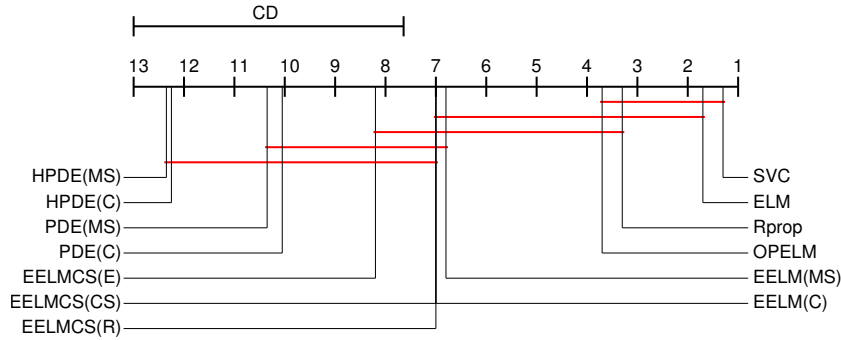 CD
13 12 11 10 9 8 7 6 5 4 3 2 1
HPDE(MS) SVC
HPDE(C) ELM
PDE(MS) Rprop
PDE(C) OPELM
EELMCS(E) EELM(MS)
EELMCS(CS) EELM(C)
EELMCS(R)